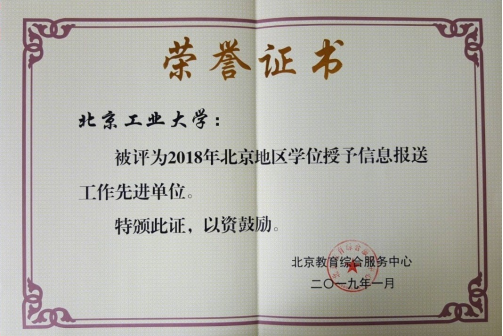 荣誉证书
北京工业大学：
被评为2018年北京地区学位授予信息报送
工作先进单位。
特颁此证，以资鼓励。
北京教育综合服务中心
二〇一九年一月